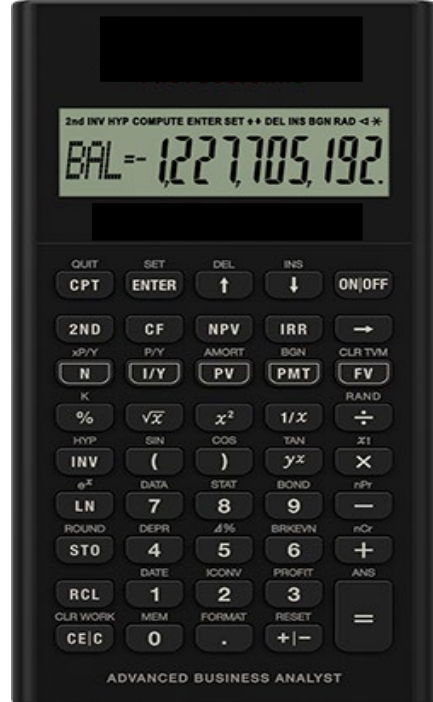 2nd INV HYP COMPUTE ENTER SET ↑↓ DEL INS BGN RAD ◁ *
BAL=-1,227,705,192.
QUIT SET DEL INS
CPT ENTER ↑ ↓ ON|OFF
2ND CF NPV IRR →
xP/Y P/Y AMORT BGN CLR TVM
N I/Y PV PMT FV
K RAND
% √x x² 1/x ÷
HYP SIN COS TAN x!
INV ( ) yˣ ×
eˣ DATA STAT BOND nPr
LN 7 8 9 −
ROUND DEPR Δ% BRKEVN nCr
STO 4 5 6 +
DATE ICONV PROFIT ANS
RCL 1 2 3 =
CLR WORK MEM FORMAT RESET
CE|C 0 . +|−
ADVANCED BUSINESS ANALYST